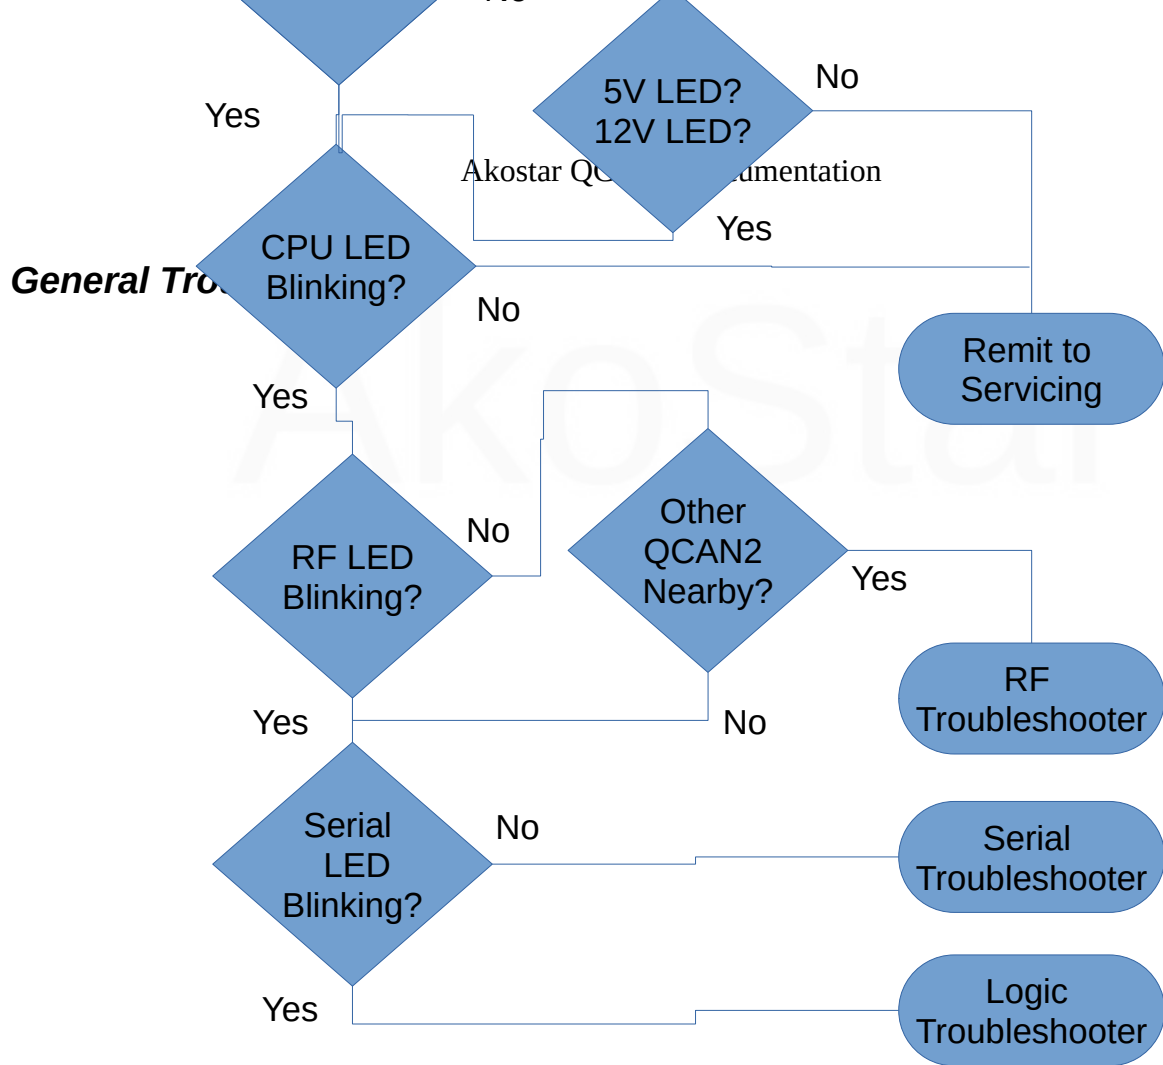 No
5V LED?
12V LED?
No
Yes
Akostar umentation
Yes
CPU LED
Blinking?
General
No
Remit to
Servicing
Yes
AkoStar
Other
QCAN2
Nearby?
No
RF LED
Blinking?
Yes
RF
Troubleshooter
Yes
No
Serial
LED
Blinking?
No
Serial
Troubleshooter
Logic
Troubleshooter
Yes